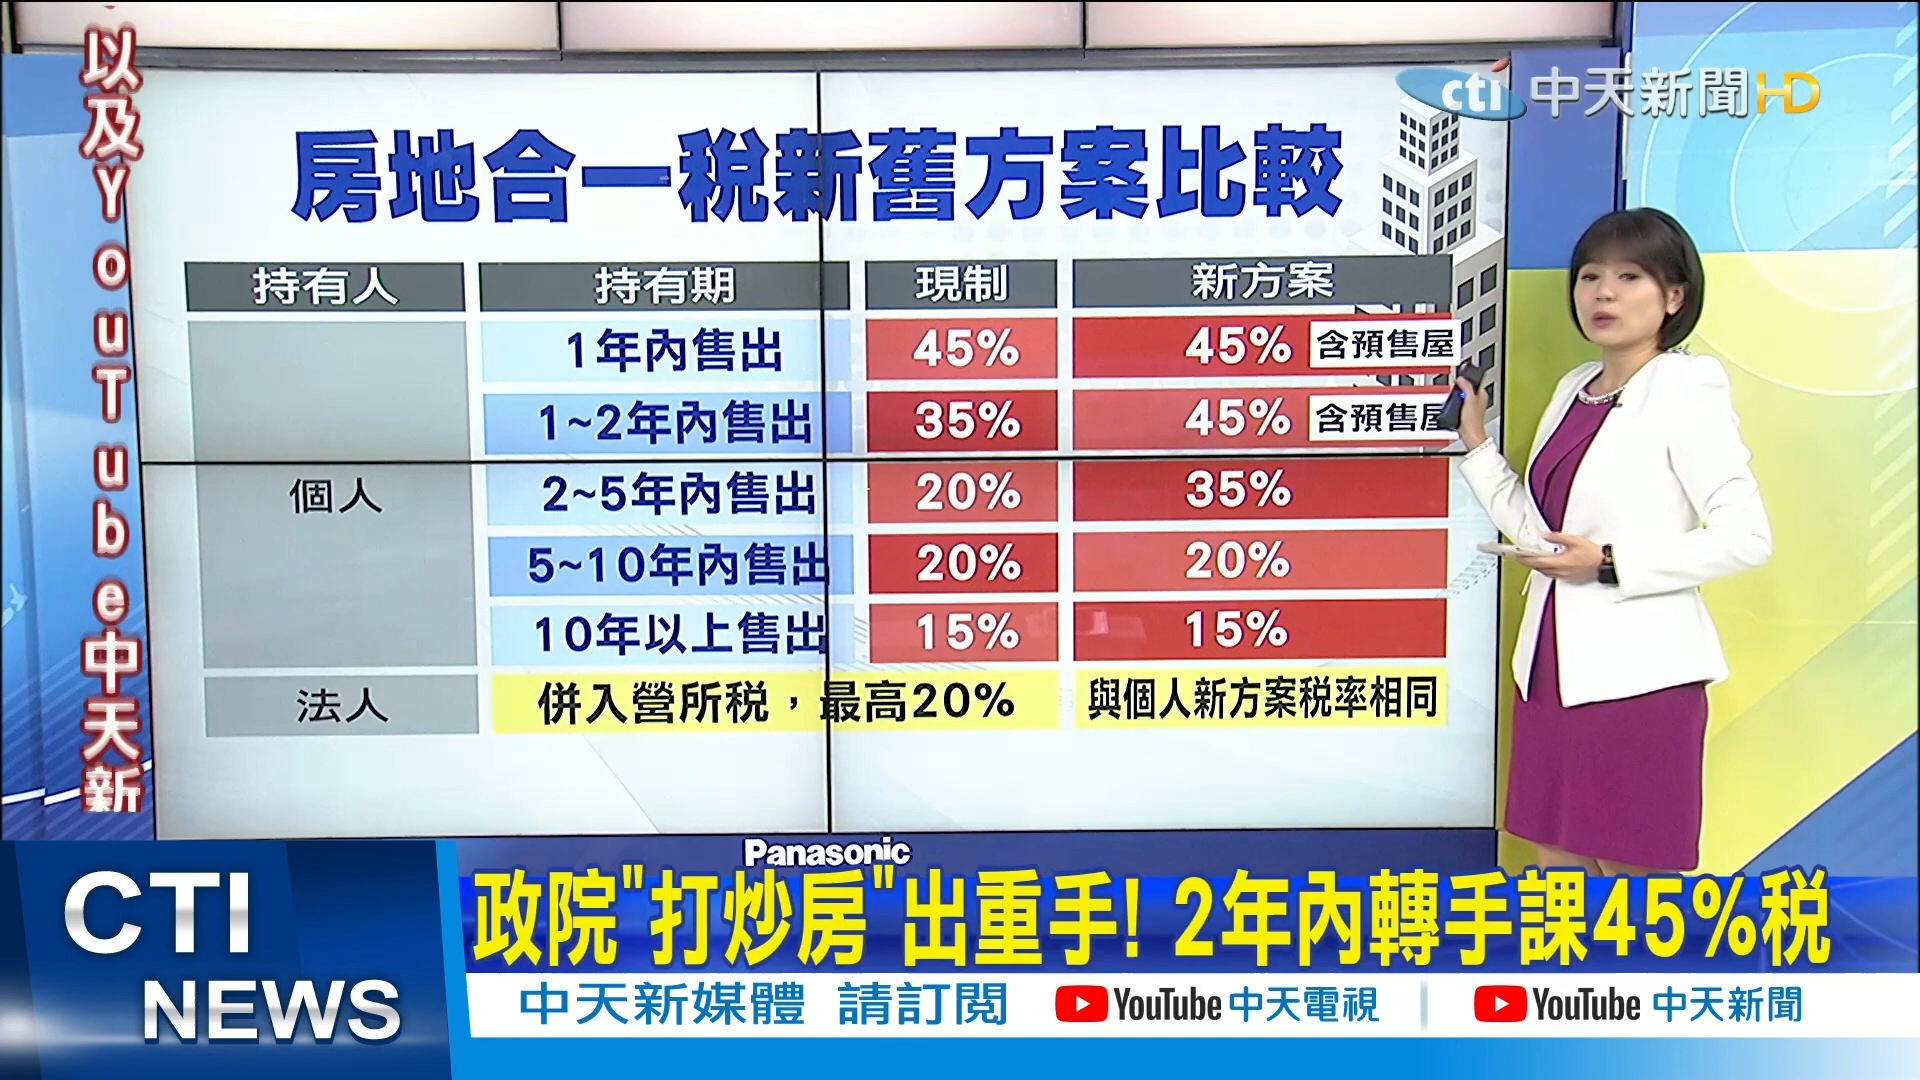 以及YouTube中天新
cti 中天新聞HD
房地合一稅新舊方案比較
持有人 持有期 現制 新方案
1年內售出 45% 45% 含預售屋
1~2年內售出 35% 45% 含預售屋
個人 2~5年內售出 20% 35%
5~10年內售出 20% 20%
10年以上售出 15% 15%
法人 併入營所稅，最高20% 與個人新方案稅率相同
Panasonic
CTI NEWS
政院"打炒房"出重手! 2年內轉手課45%稅
中天新媒體 請訂閱 YouTube 中天電視 YouTube 中天新聞